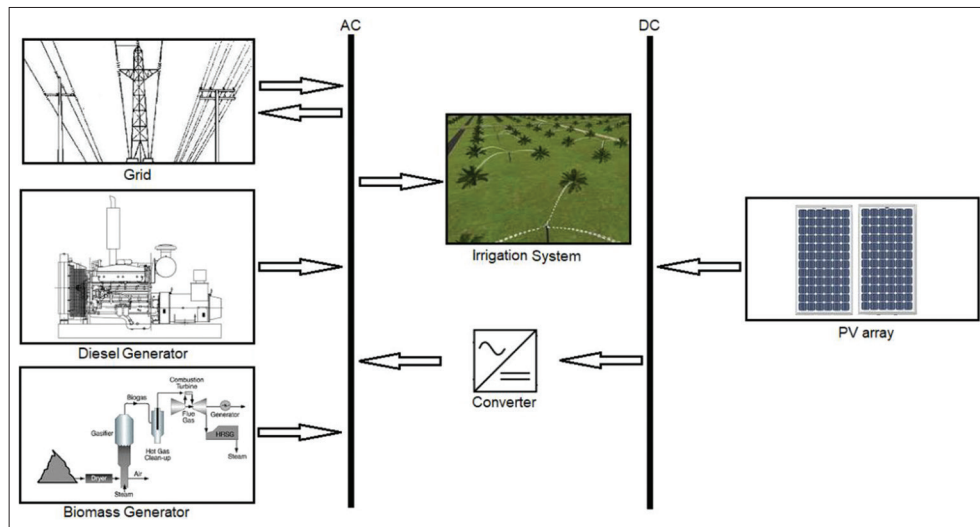 AC
DC
Grid
Irrigation System
Diesel Generator
PV array
Converter
Combustion
Turbine
Biogas
Flue
Gas
Generator
Gasifier
HRSG
Hot Gas
Clean-up
Steam
Dryer
Air
Steam
Biomass Generator